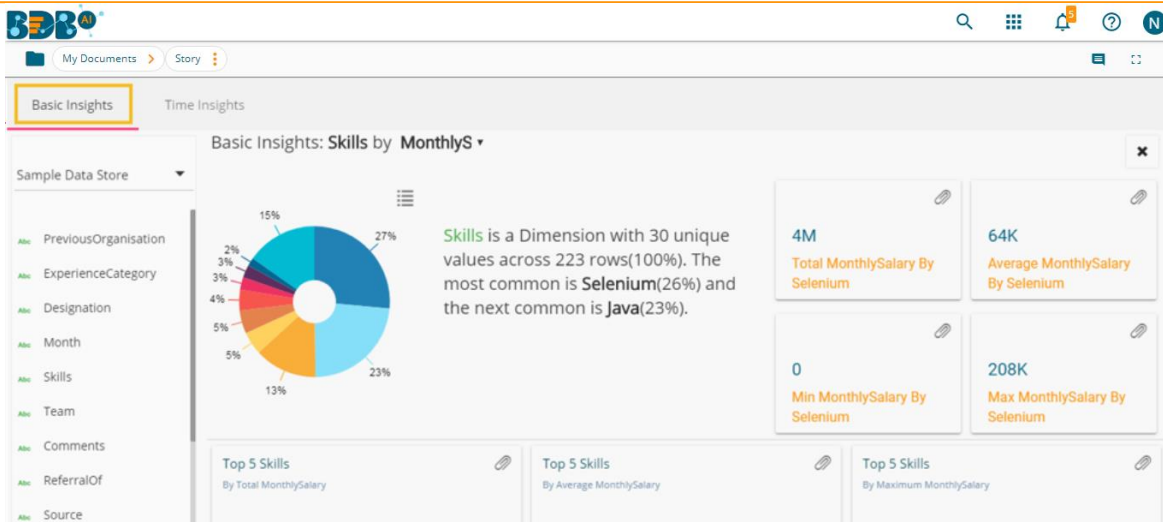 BDB AI
5
N
My Documents
Story
Basic Insights
Time Insights
Sample Data Store
Abc PreviousOrganisation
Abc ExperienceCategory
Abc Designation
Abc Month
Abc Skills
Abc Team
Abc Comments
Abc ReferralOf
Abc Source
Basic Insights: Skills by MonthlyS
15%
27%
2%
3%
3%
4%
5%
5%
13%
23%
Skills is a Dimension with 30 unique
values across 223 rows(100%). The
most common is Selenium(26%) and
the next common is Java(23%).
4M
Total MonthlySalary By
Selenium
64K
Average MonthlySalary
By Selenium
0
Min MonthlySalary By
Selenium
208K
Max MonthlySalary By
Selenium
Top 5 Skills
By Total MonthlySalary
Top 5 Skills
By Average MonthlySalary
Top 5 Skills
By Maximum MonthlySalary